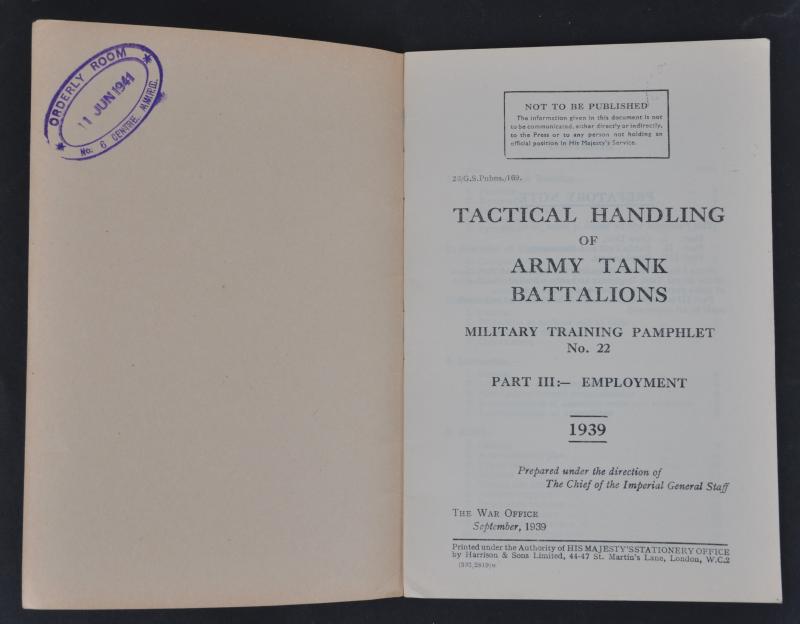 ORDERLY ROOM
11 JUN 1941
No. 6 CENTRE,
NOT TO BE PUBLISHED
The information given in this document is not
to be communicated, either directly or indirectly,
to the Press or to any person not holding an
official position in His Majesty's Service.
/G.S. Pubns./169.
TACTICAL HANDLING
OF
ARMY TANK
BATTALIONS
MILITARY TRAINING PAMPHLET
No. 22
PART III:— EMPLOYMENT
1939
Prepared under the direction of
The Chief of the Imperial General Staff
THE WAR OFFICE
September, 1939
Printed under the Authority of HIS MAJESTY'S STATIONERY OFFICE
by Harrison & Sons Limited, 44-47 St. Martin's Lane, London, W.C.2